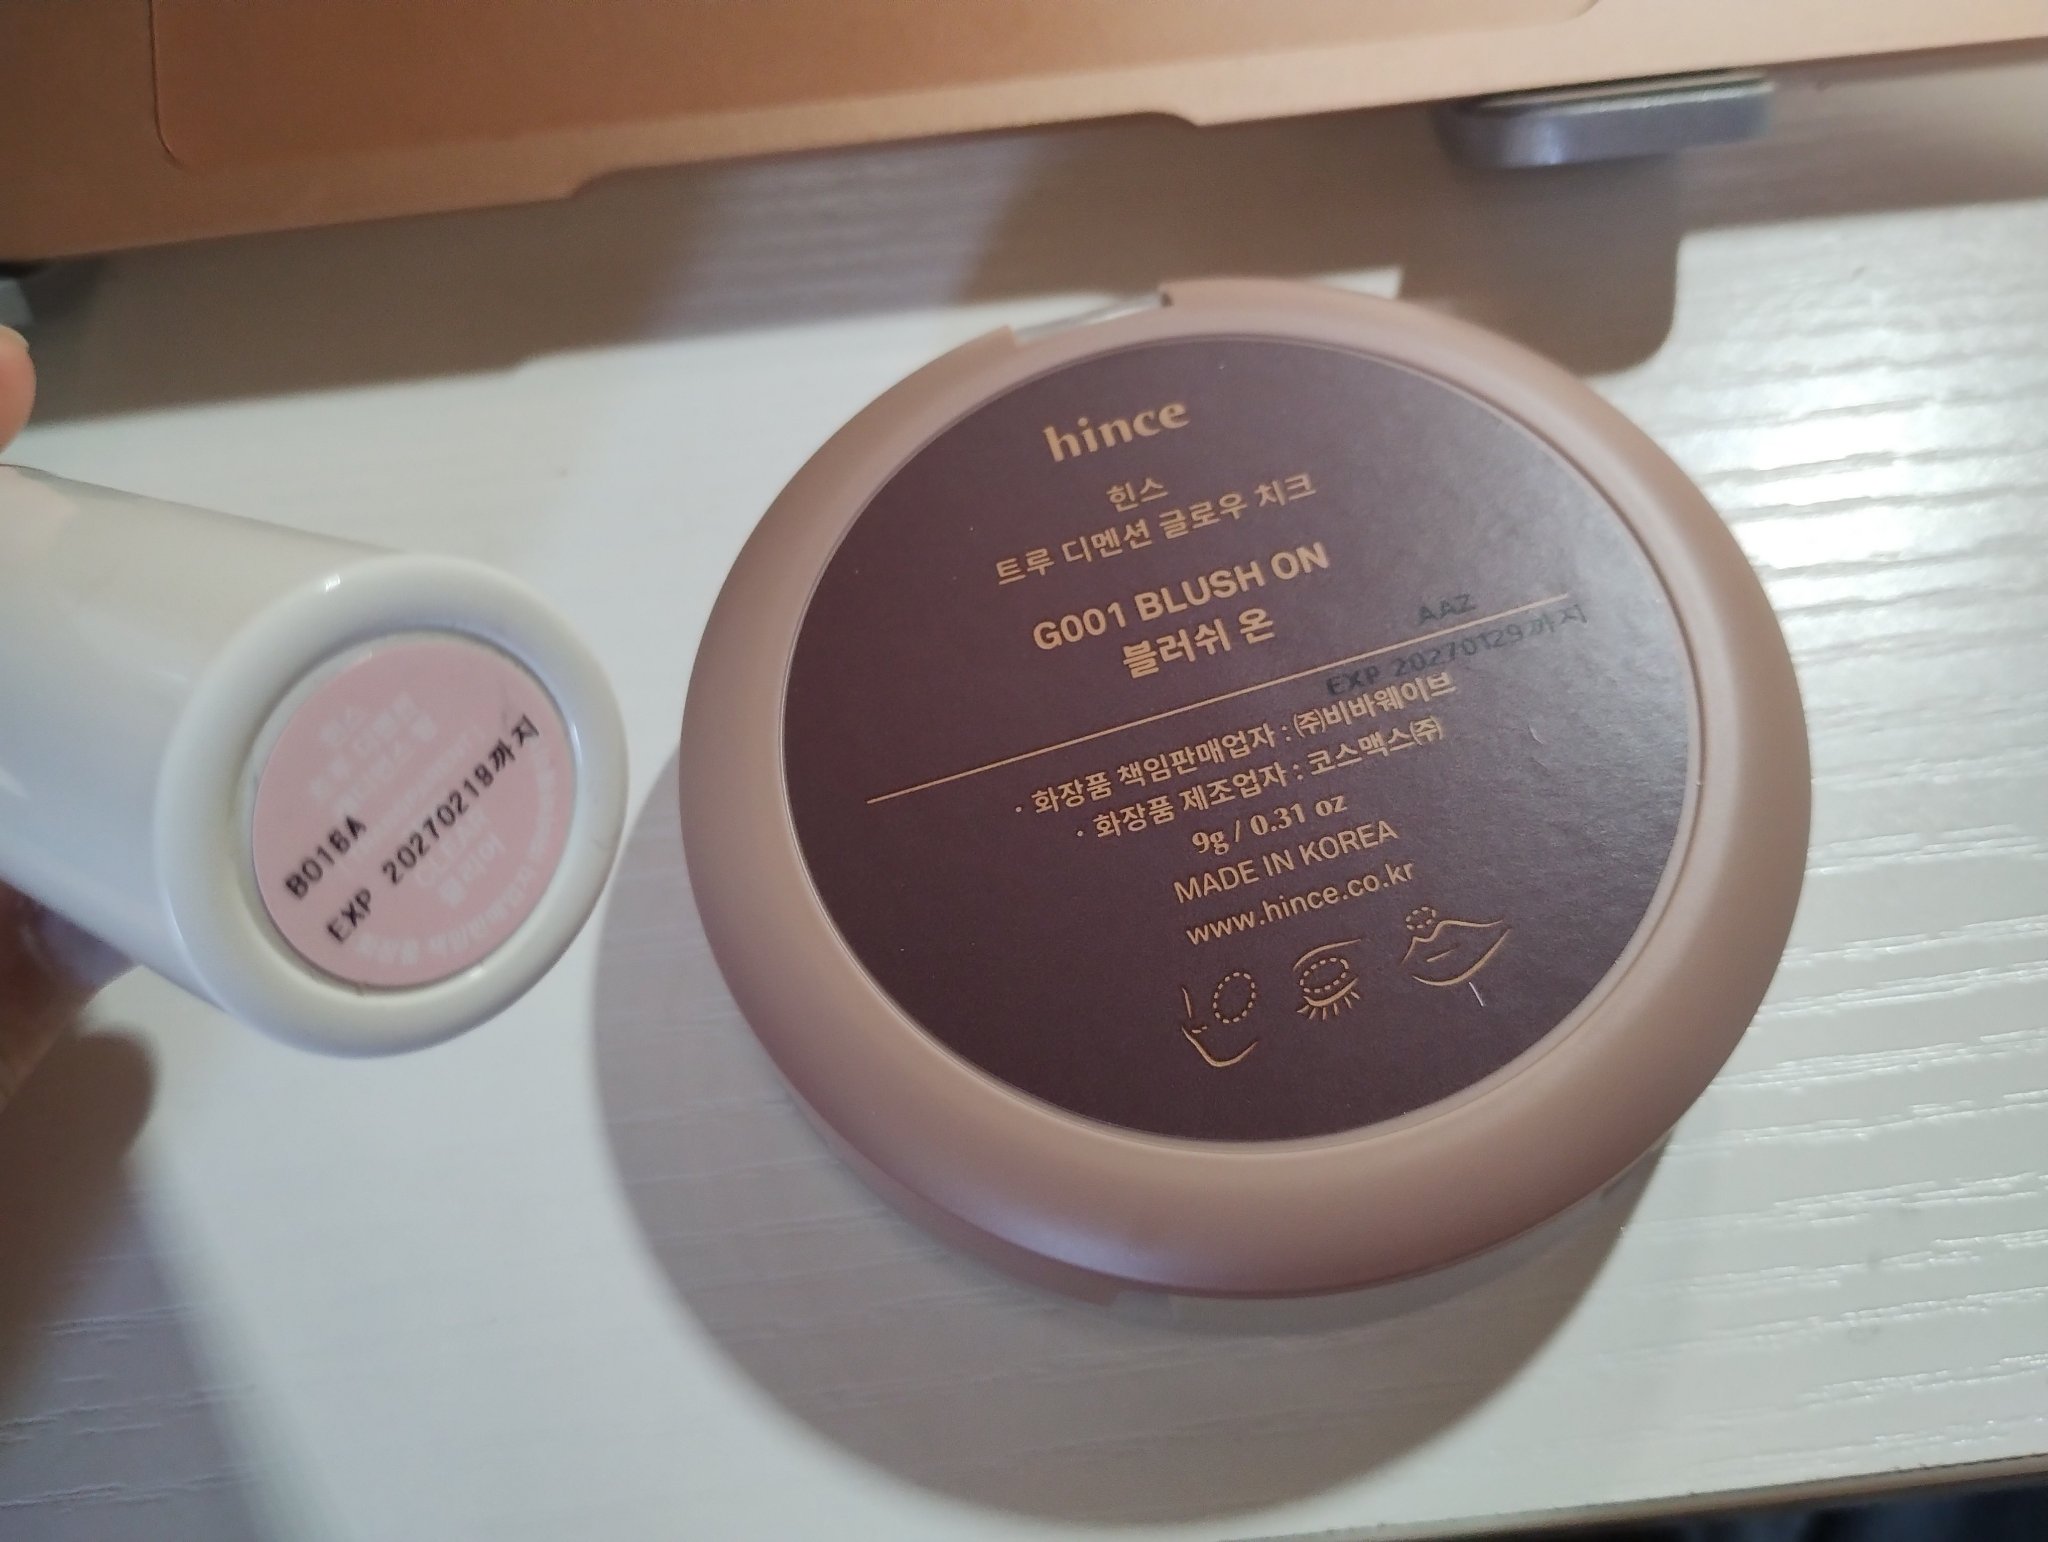 B016A
EXP 20270218까지
클리어
hince
힌스
트루 디멘션 글로우 치크
G001 BLUSH ON
블러쉬 온
AAZ
EXP 20270129까지
· 화장품 책임판매업자 : ㈜비바웨이브
· 화장품 제조업자 : 코스맥스㈜
9g / 0.31 oz
MADE IN KOREA
www.hince.co.kr